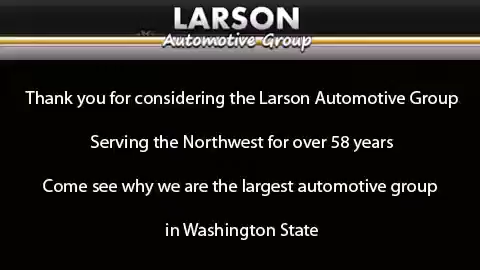 LARSON
Automotive Group
Thank you for considering the Larson Automotive Group
Serving the Northwest for over 58 years
Come see why we are the largest automotive group
in Washington State